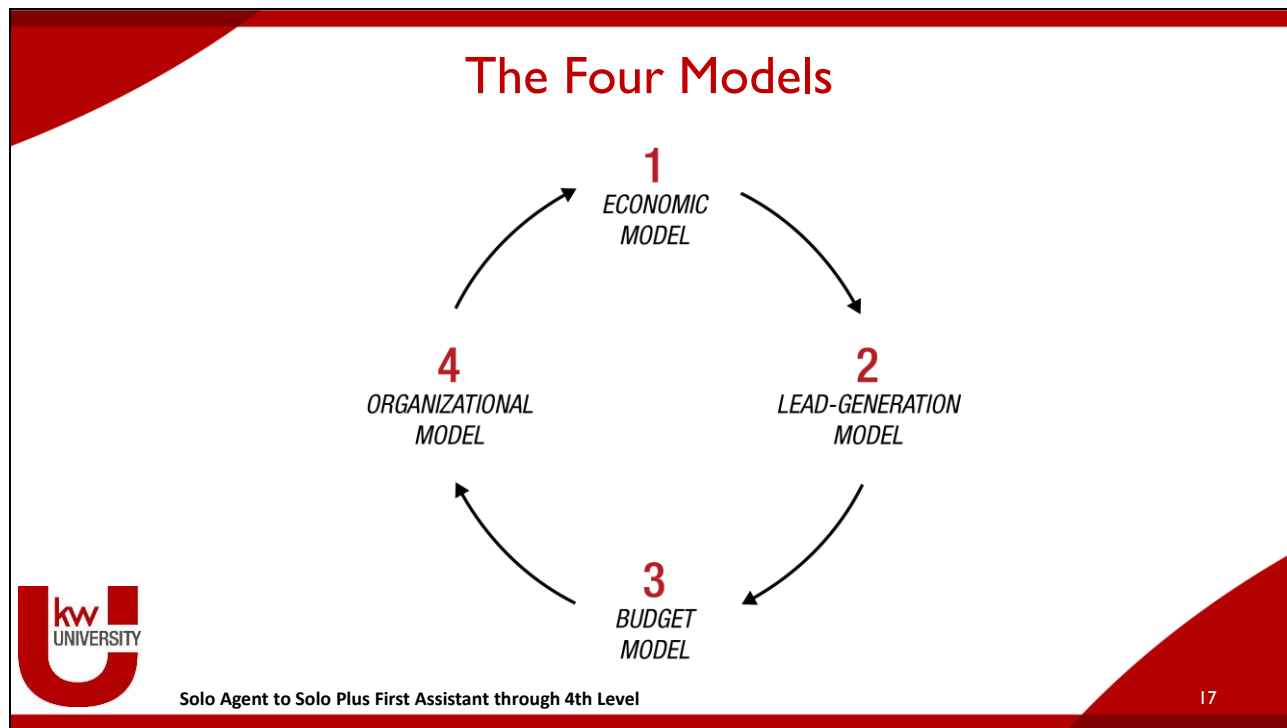 The Four Models
1
ECONOMIC
MODEL
2
LEAD-GENERATION
MODEL
3
BUDGET
MODEL
4
ORGANIZATIONAL
MODEL
kw
UNIVERSITY
Solo Agent to Solo Plus First Assistant through 4th Level
17